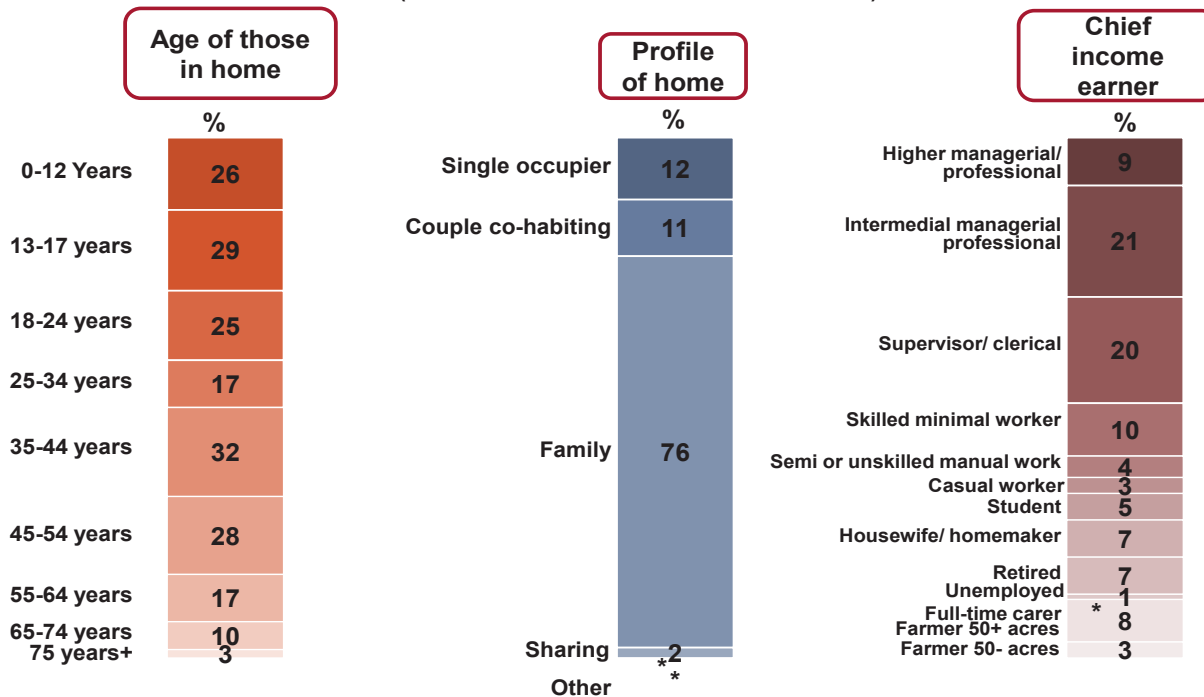 Age of those
in home
%
0-12 Years 26
13-17 years 29
18-24 years 25
25-34 years 17
35-44 years 32
45-54 years 28
55-64 years 17
65-74 years 10
75 years+ 3
Profile
of home
%
Single occupier 12
Couple co-habiting 11
Family 76
Sharing 2
*
Other *
Chief
income
earner
%
Higher managerial/
professional 9
Intermedial managerial
professional 21
Supervisor/ clerical 20
Skilled minimal worker 10
Semi or unskilled manual work 4
Casual worker 3
Student 5
Housewife/ homemaker 7
Retired 7
Unemployed 1
Full-time carer *
Farmer 50+ acres 8
Farmer 50- acres 3